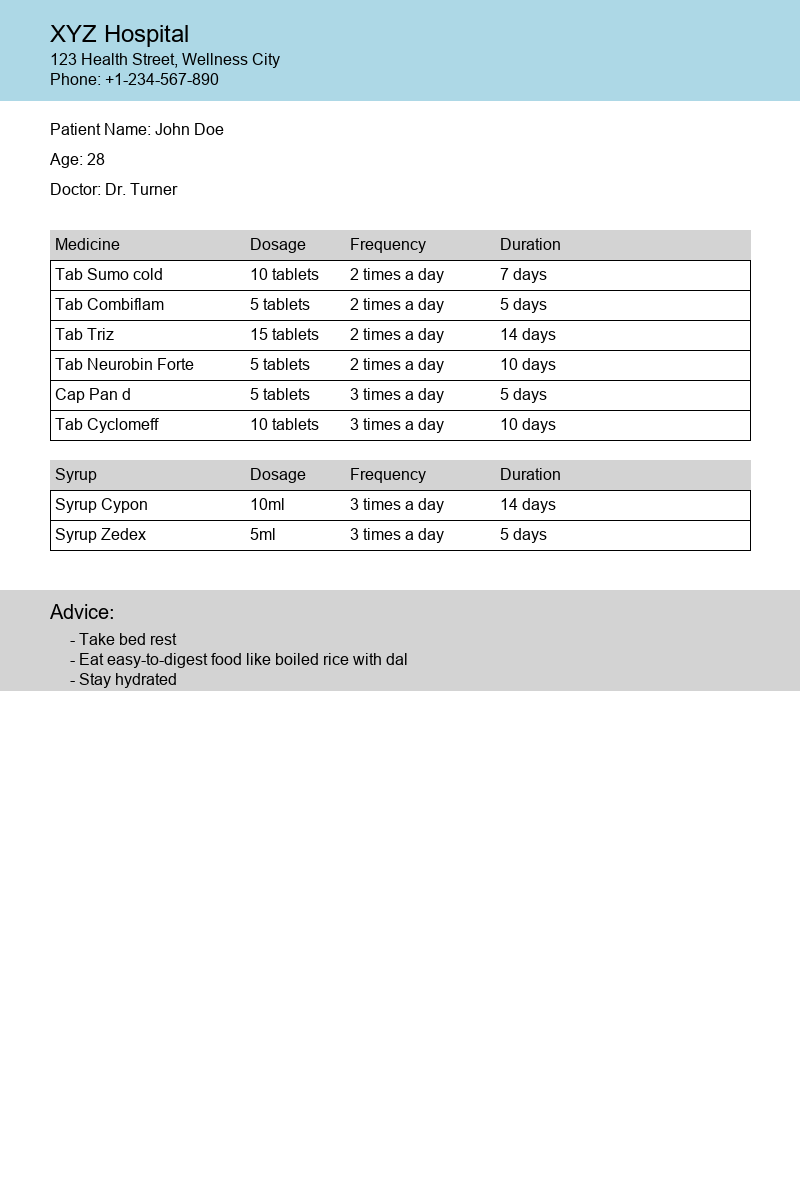 XYZ Hospital
123 Health Street, Wellness City
Phone: +1-234-567-890
Patient Name: John Doe
Age: 28
Doctor: Dr. Turner
Medicine Dosage Frequency Duration
Tab Sumo cold 10 tablets 2 times a day 7 days
Tab Combiflam 5 tablets 2 times a day 5 days
Tab Triz 15 tablets 2 times a day 14 days
Tab Neurobin Forte 5 tablets 2 times a day 10 days
Cap Pan d 5 tablets 3 times a day 5 days
Tab Cyclomeff 10 tablets 3 times a day 10 days
Syrup Dosage Frequency Duration
Syrup Cypon 10ml 3 times a day 14 days
Syrup Zedex 5ml 3 times a day 5 days
Advice:
- Take bed rest
- Eat easy-to-digest food like boiled rice with dal
- Stay hydrated